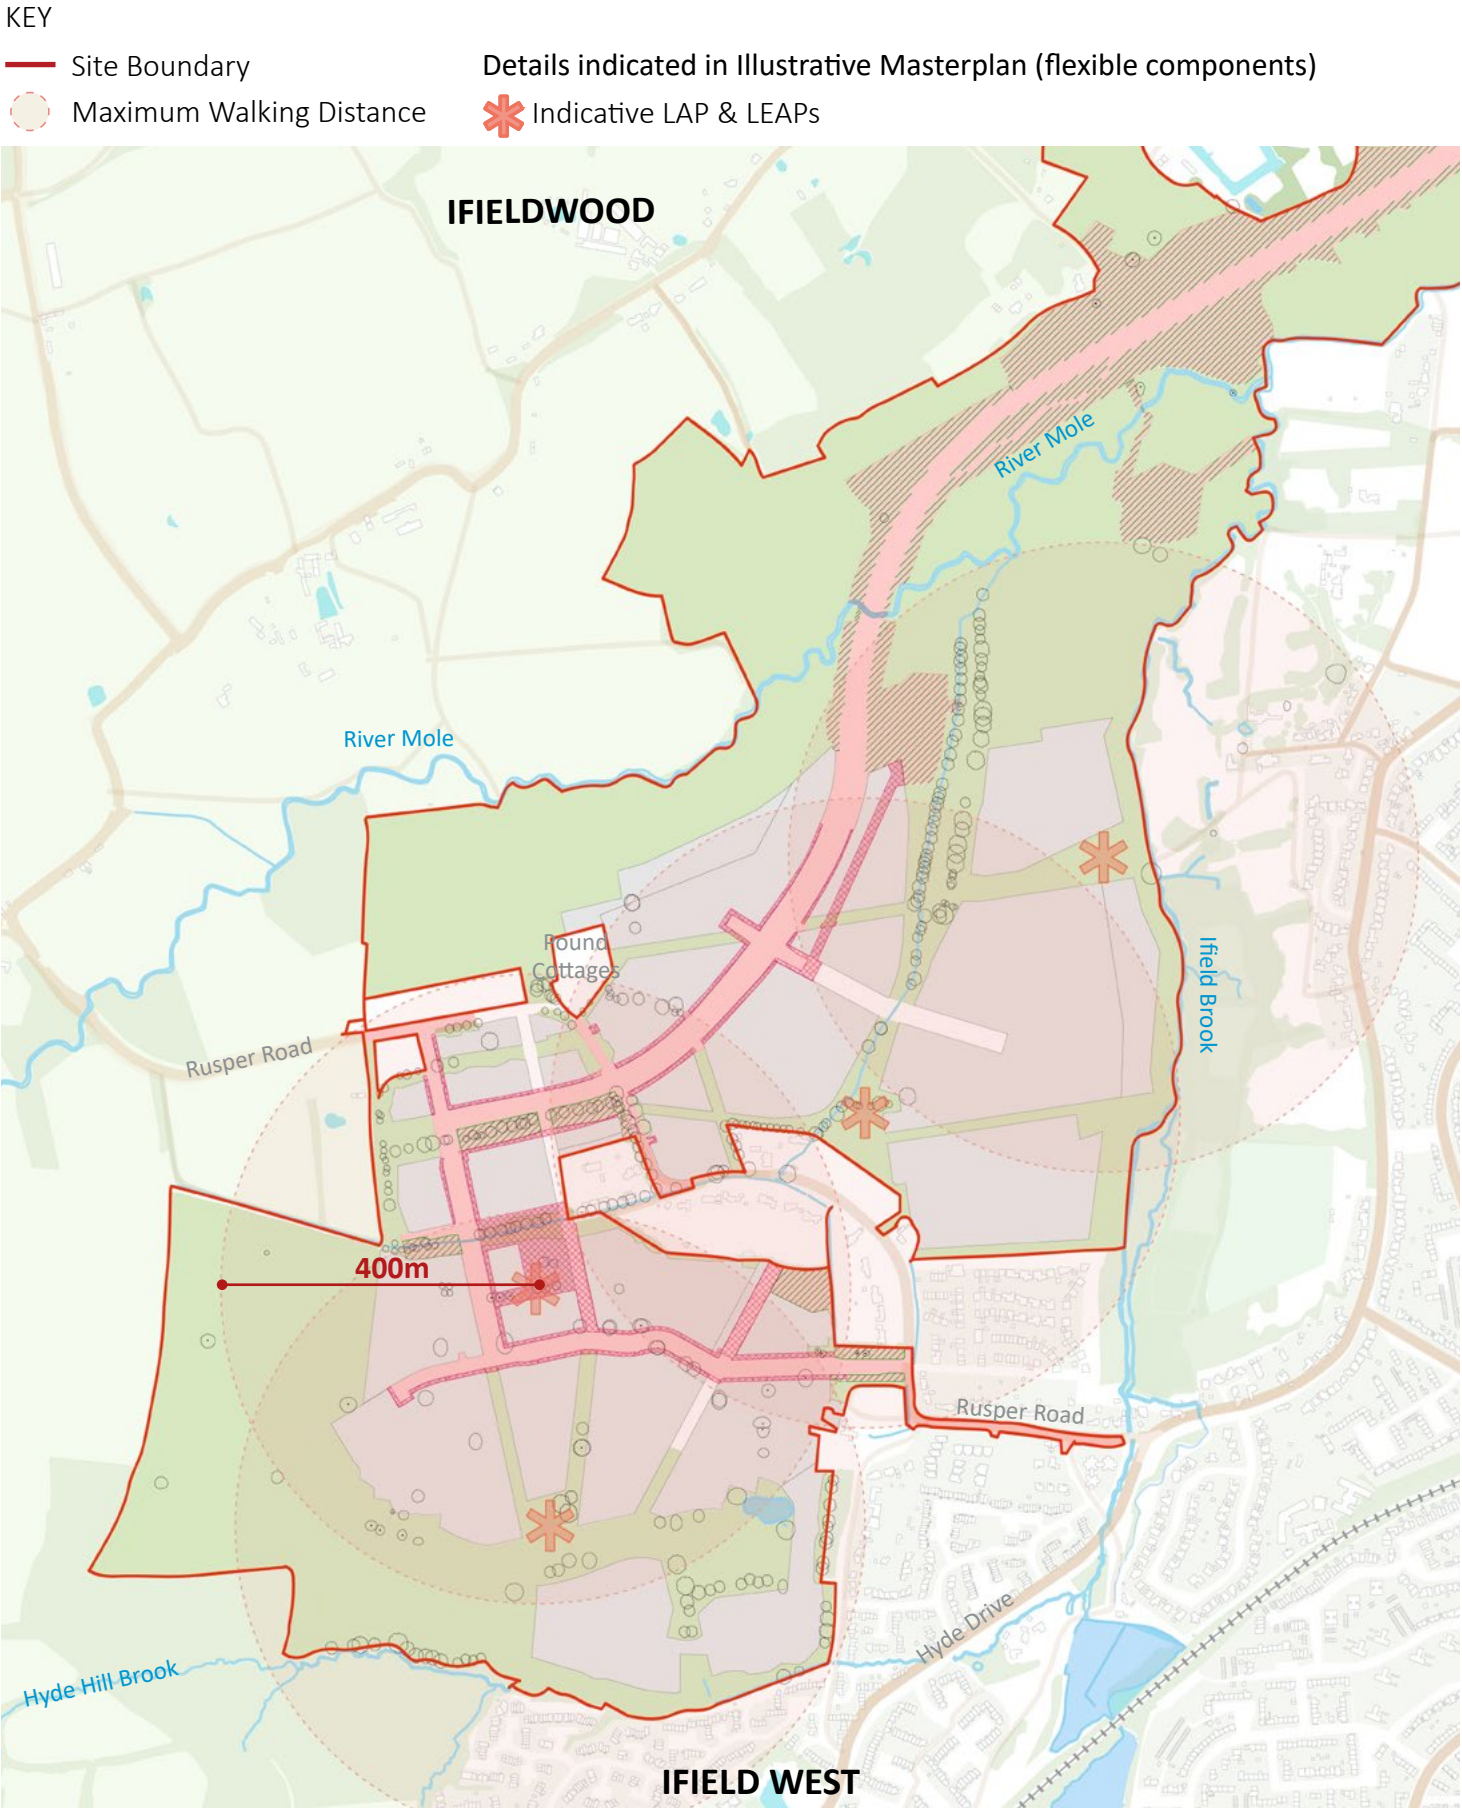 KEY
Site Boundary
Maximum Walking Distance
Details indicated in Illustrative Masterplan (flexible components)
Indicative LAP & LEAPs
IFIELDWOOD
River Mole
River Mole
Pound
Cottages
Ifield Brook
Rusper Road
400m
Rusper Road
Hyde Drive
Hyde Hill Brook
IFIELD WEST